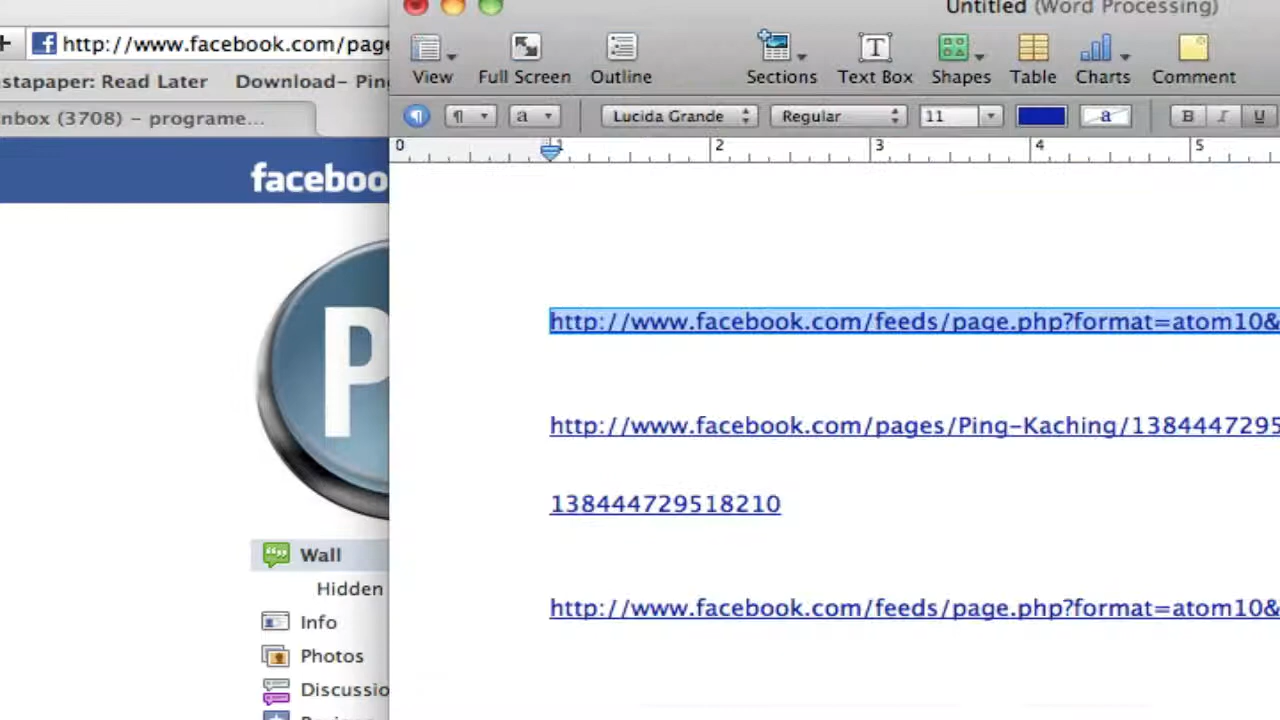 Untitled (Word Processing)
http://www.facebook.com/page
View
Full Screen
Outline
Sections
Text Box
Shapes
Table
Charts
Comment
stapaper: Read Later
Download- Pin
nbox (3708) – programe...
a
Lucida Grande
Regular
11
a
B
I
U
0
1
2
3
4
5
faceboo
P
http://www.facebook.com/feeds/page.php?format=atom10&
http://www.facebook.com/pages/Ping-Kaching/1384447295
138444729518210
Wall
Hidden
http://www.facebook.com/feeds/page.php?format=atom10&
Info
Photos
Discussio